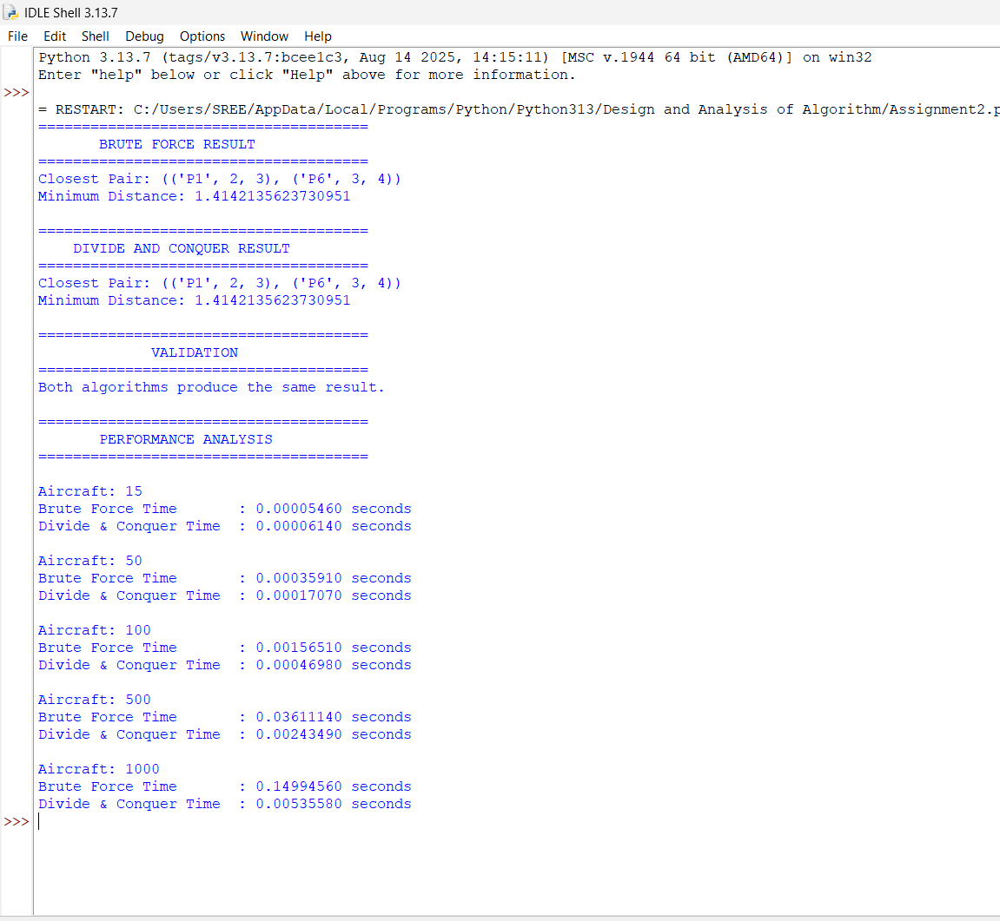 IDLE Shell 3.13.7
File Edit Shell Debug Options Window Help
Python 3.13.7 (tags/v3.13.7:bcee1c3, Aug 14 2025, 14:15:11) [MSC v.1944 64 bit (AMD64)] on win32
Enter "help" below or click "Help" above for more information.
>>>
= RESTART: C:/Users/SREE/AppData/Local/Programs/Python/Python313/Design and Analysis of Algorithm/Assignment2.p
======================================
       BRUTE FORCE RESULT
======================================
Closest Pair: (('P1', 2, 3), ('P6', 3, 4))
Minimum Distance: 1.4142135623730951

======================================
    DIVIDE AND CONQUER RESULT
======================================
Closest Pair: (('P1', 2, 3), ('P6', 3, 4))
Minimum Distance: 1.4142135623730951

======================================
             VALIDATION
======================================
Both algorithms produce the same result.

======================================
       PERFORMANCE ANALYSIS
======================================

Aircraft: 15
Brute Force Time       : 0.00005460 seconds
Divide & Conquer Time  : 0.00006140 seconds

Aircraft: 50
Brute Force Time       : 0.00035910 seconds
Divide & Conquer Time  : 0.00017070 seconds

Aircraft: 100
Brute Force Time       : 0.00156510 seconds
Divide & Conquer Time  : 0.00046980 seconds

Aircraft: 500
Brute Force Time       : 0.03611140 seconds
Divide & Conquer Time  : 0.00243490 seconds

Aircraft: 1000
Brute Force Time       : 0.14994560 seconds
Divide & Conquer Time  : 0.00535580 seconds
>>>